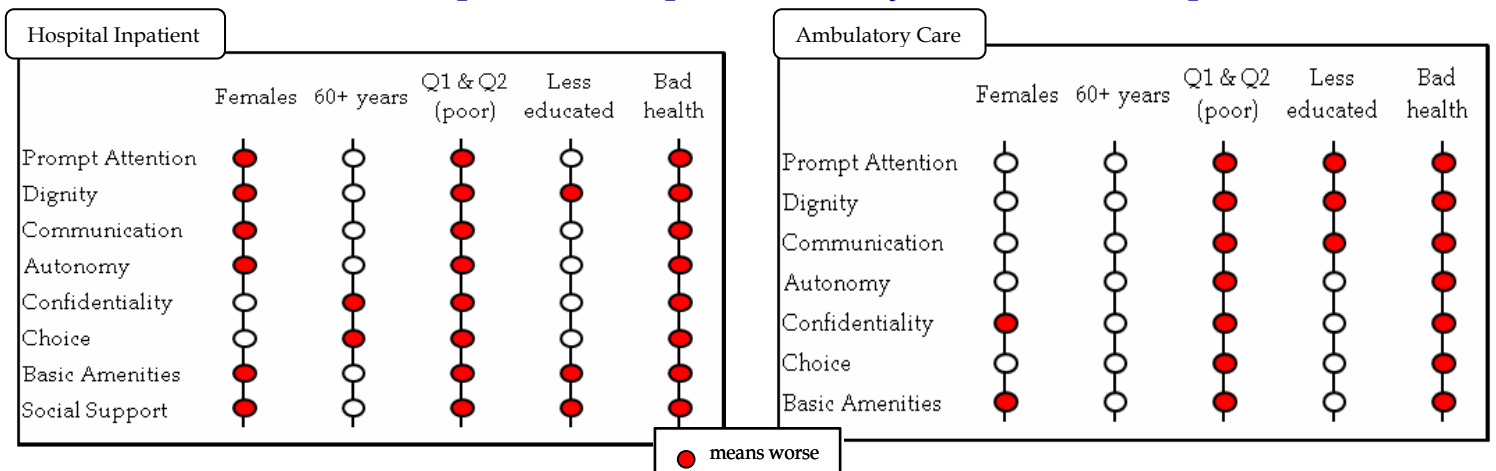 Hospital Inpatient
Females 60+ years Q1 & Q2 (poor) Less educated Bad health
Prompt Attention
Dignity
Communication
Autonomy
Confidentiality
Choice
Basic Amenities
Social Support
Ambulatory Care
Females 60+ years Q1 & Q2 (poor) Less educated Bad health
Prompt Attention
Dignity
Communication
Autonomy
Confidentiality
Choice
Basic Amenities
means worse